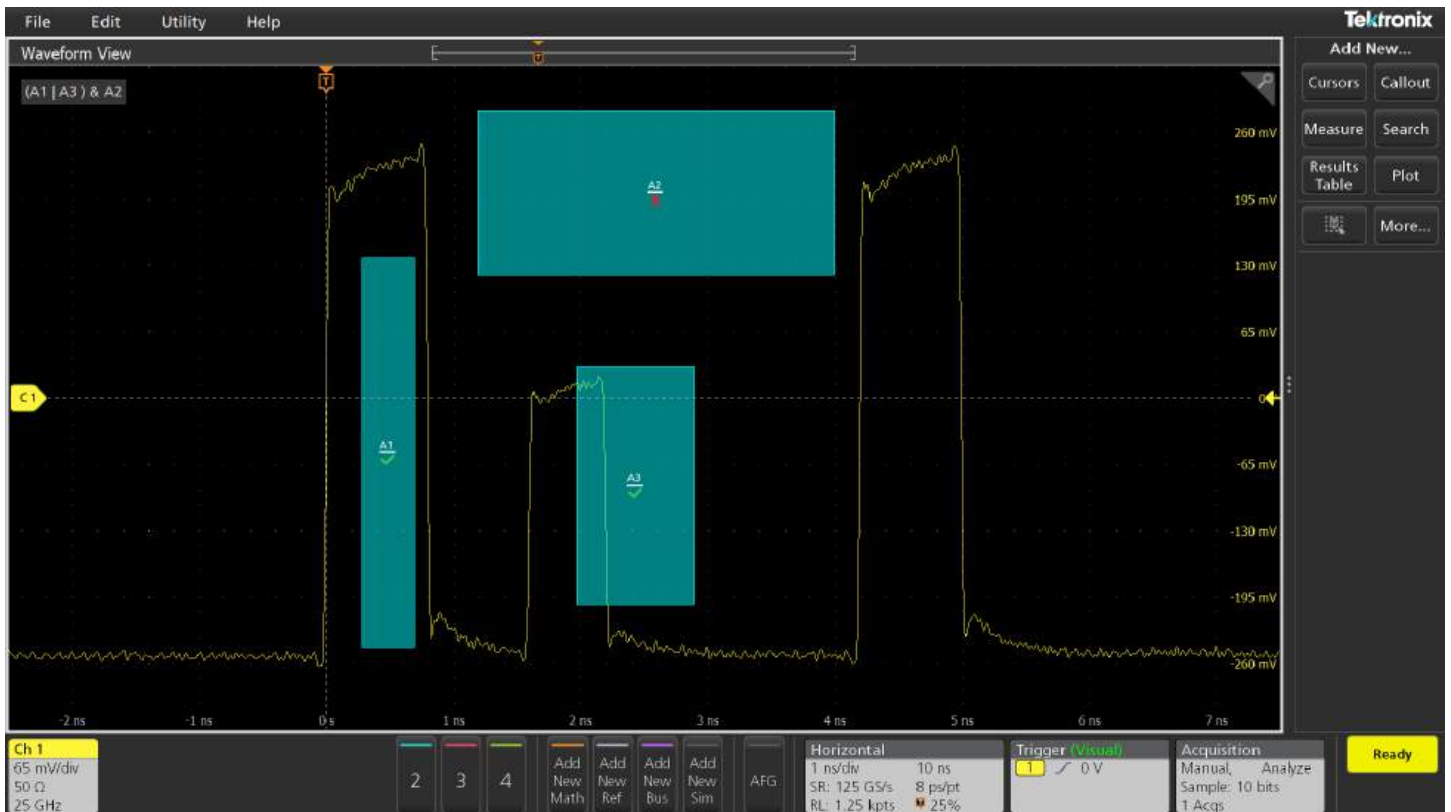 File Edit Utility Help
Tektronix
Waveform View
Add New...
(A1 | A3 ) & A2
T
T
Cursors Callout
Measure Search
Results Table Plot
More...
260 mV
195 mV
130 mV
65 mV
0
-65 mV
-130 mV
-195 mV
-260 mV
A2
A1
A3
C 1
-2 ns -1 ns 0 s 1 ns 2 ns 3 ns 4 ns 5 ns 6 ns 7 ns
Ch 1
65 mV/div
50 Ω
25 GHz
2 3 4
Add New Math
Add New Ref
Add New Bus
Add New Sim
AFG
Horizontal
1 ns/div 10 ns
SR: 125 GS/s 8 ps/pt
RL: 1.25 kpts 25%
Trigger (Visual)
1 0 V
Acquisition
Manual, Analyze
Sample: 10 bits
1 Acqs
Ready